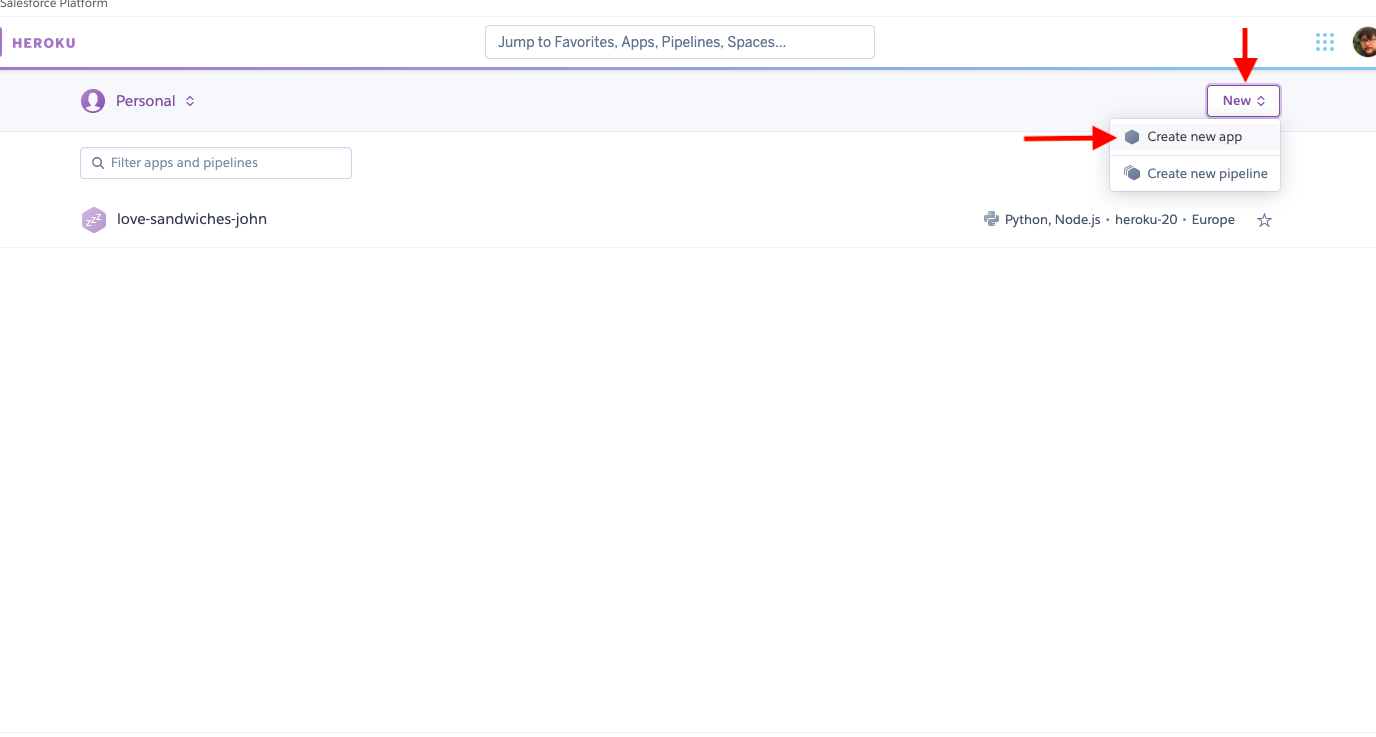 Salesforce Platform
HEROKU
Jump to Favorites, Apps, Pipelines, Spaces...
Personal
New
Create new app
Filter apps and pipelines
Create new pipeline
zzz
love-sandwiches-john
Python, Node.js • heroku-20 • Europe